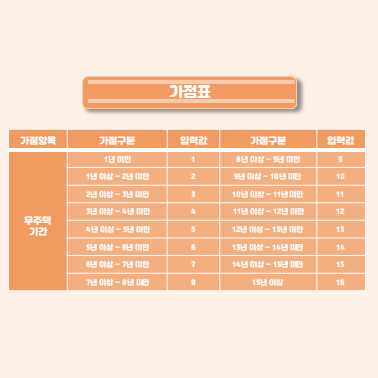 가점표
가점항목 가점구분 입력값 가점구분 입력값
무주택 기간
1년 미만 1 8년 이상 ~ 9년 미만 9
1년 이상 ~ 2년 미만 2 9년 이상 ~ 10년 미만 10
2년 이상 ~ 3년 미만 3 10년 이상 ~ 11년 미만 11
3년 이상 ~ 4년 미만 4 11년 이상 ~ 12년 미만 12
4년 이상 ~ 5년 미만 5 12년 이상 ~ 13년 미만 13
5년 이상 ~ 6년 미만 6 13년 이상 ~ 14년 미만 14
6년 이상 ~ 7년 미만 7 14년 이상 ~ 15년 미만 15
7년 이상 ~ 8년 미만 8 15년 이상 16